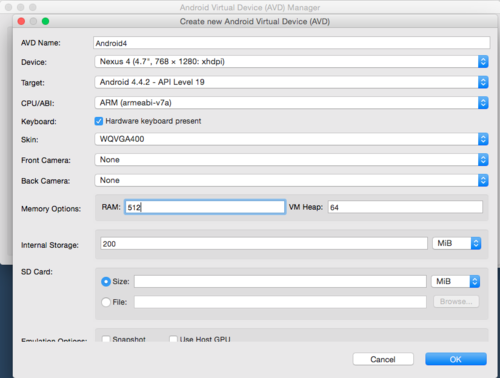 Android Virtual Device (AVD) Manager
Create new Android Virtual Device (AVD)
AVD Name: Android4
Device: Nexus 4 (4.7", 768 × 1280: xhdpi)
Target: Android 4.4.2 - API Level 19
CPU/ABI: ARM (armeabi-v7a)
Keyboard: Hardware keyboard present
Skin: WQVGA400
Front Camera: None
Back Camera: None
Memory Options: RAM: 512 VM Heap: 64
Internal Storage: 200 MiB
SD Card:
Size: MiB
File: Browse...
Emulation Options: Snapshot Use Host GPU
Cancel OK